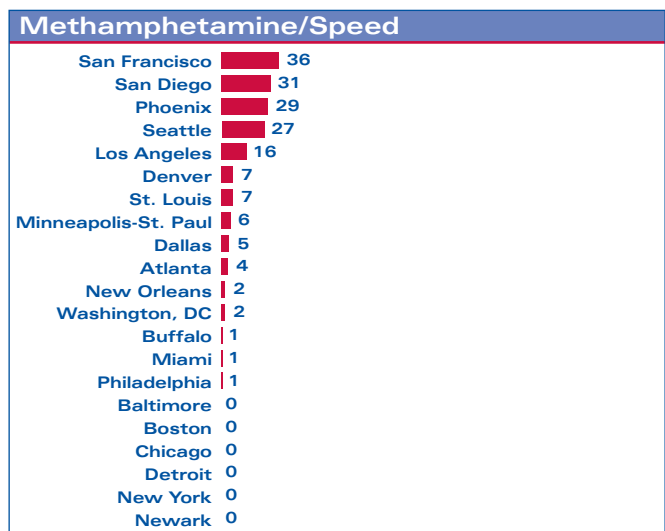 Methamphetamine/Speed
San Francisco 36
San Diego 31
Phoenix 29
Seattle 27
Los Angeles 16
Denver 7
St. Louis 7
Minneapolis-St. Paul 6
Dallas 5
Atlanta 4
New Orleans 2
Washington, DC 2
Buffalo 1
Miami 1
Philadelphia 1
Baltimore 0
Boston 0
Chicago 0
Detroit 0
New York 0
Newark 0